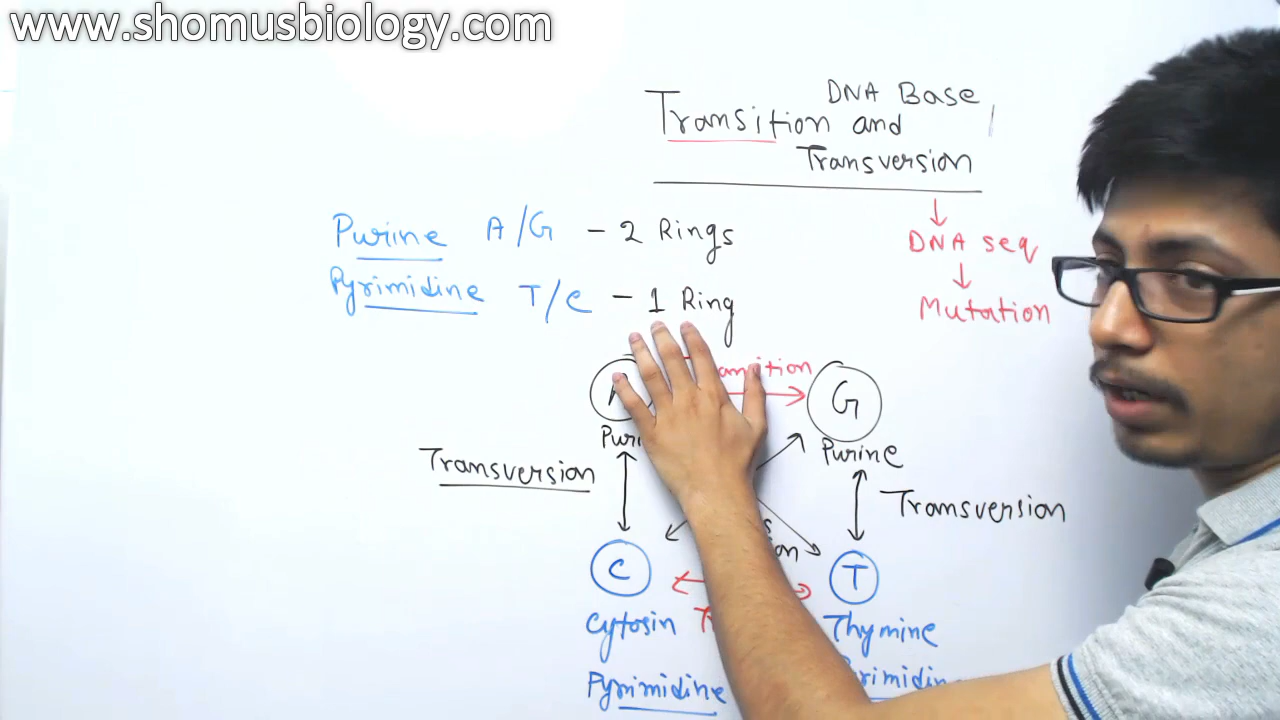 www.shomusbiology.com
DNA Base
Transition and
Transversion
DNA seq
Mutation
Purine A/G - 2 Rings
Pyrimidine T/C - 1 Ring
G
Purine
Transversion
Transversion
C
T
Cytosin
Thymine
Pyrimidine